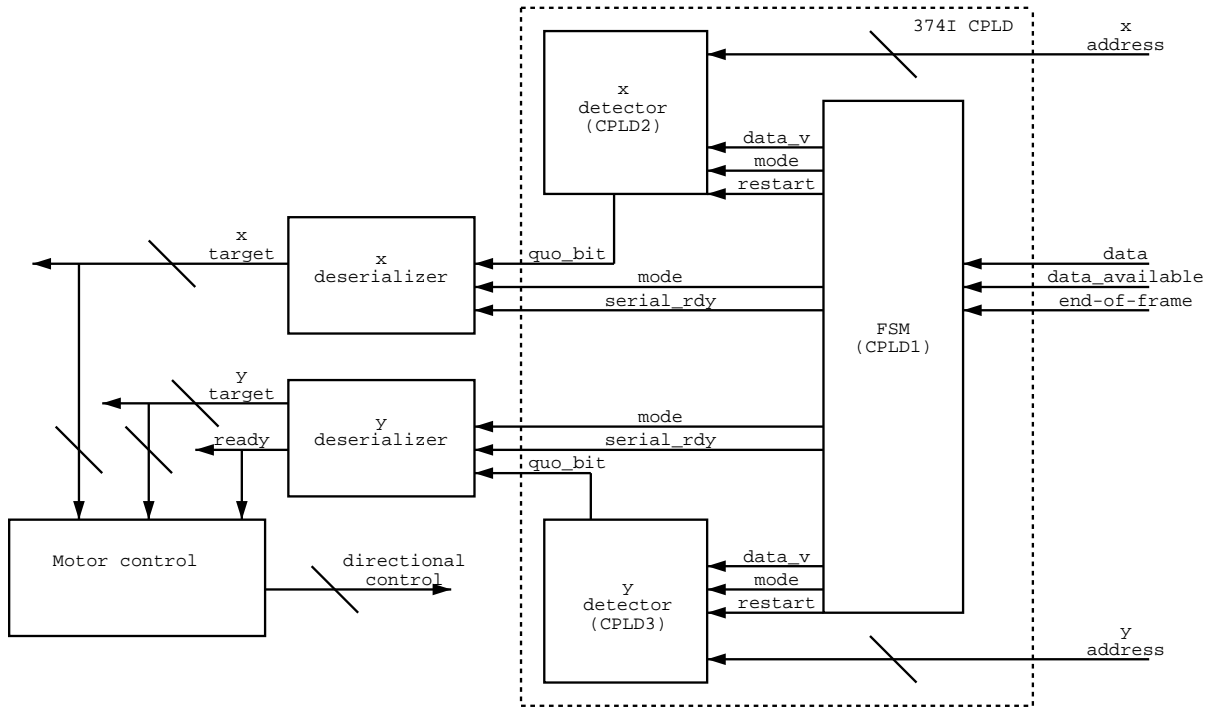 374I CPLD
x
address
x
detector
(CPLD2)
data_v
mode
restart
x
target
x
deserializer
quo_bit
mode
serial_rdy
data
data_available
end-of-frame
FSM
(CPLD1)
y
target
ready
y
deserializer
mode
serial_rdy
quo_bit
Motor control
directional
control
y
detector
(CPLD3)
data_v
mode
restart
y
address